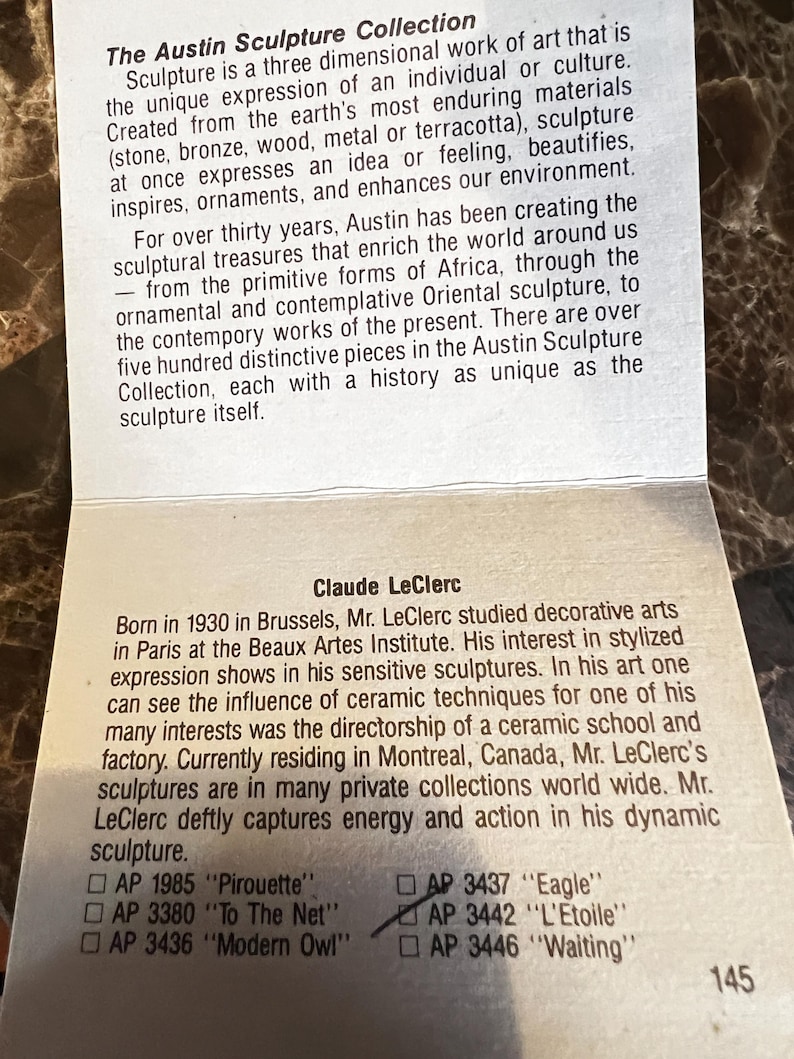 The Austin Sculpture Collection
Sculpture is a three dimensional work of art that is
the unique expression of an individual or culture.
Created from the earth's most enduring materials
(stone, bronze, wood, metal or terracotta), sculpture
at once expresses an idea or feeling, beautifies,
inspires, ornaments, and enhances our environment.
For over thirty years, Austin has been creating the
sculptural treasures that enrich the world around us
— from the primitive forms of Africa, through the
ornamental and contemplative Oriental sculpture, to
the contempory works of the present. There are over
five hundred distinctive pieces in the Austin Sculpture
Collection, each with a history as unique as the
sculpture itself.
Claude LeClerc
Born in 1930 in Brussels, Mr. LeClerc studied decorative arts
in Paris at the Beaux Artes Institute. His interest in stylized
expression shows in his sensitive sculptures. In his art one
can see the influence of ceramic techniques for one of his
many interests was the directorship of a ceramic school and
factory. Currently residing in Montreal, Canada, Mr. LeClerc's
sculptures are in many private collections world wide. Mr.
LeClerc deftly captures energy and action in his dynamic
sculpture.
☐ AP 1985 "Pirouette" ☐ AP 3437 "Eagle"
☐ AP 3380 "To The Net" ☑ AP 3442 "L'Etoile"
☐ AP 3436 "Modern Owl" ☐ AP 3446 "Waiting"
145